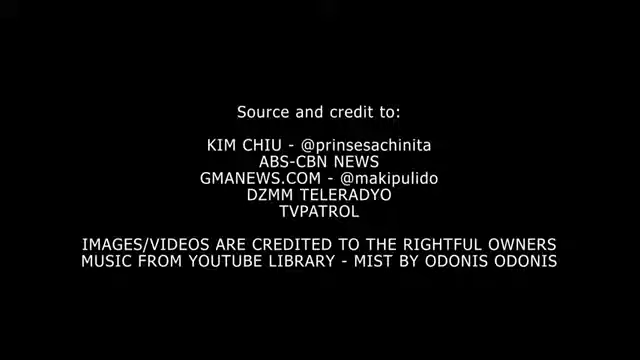 Source and credit to:
KIM CHIU - @prinsesachinita
ABS-CBN NEWS
GMANEWS.COM - @makipulido
DZMM TELERADYO
TVPATROL
IMAGES/VIDEOS ARE CREDITED TO THE RIGHTFUL OWNERS
MUSIC FROM YOUTUBE LIBRARY - MIST BY ODONIS ODONIS